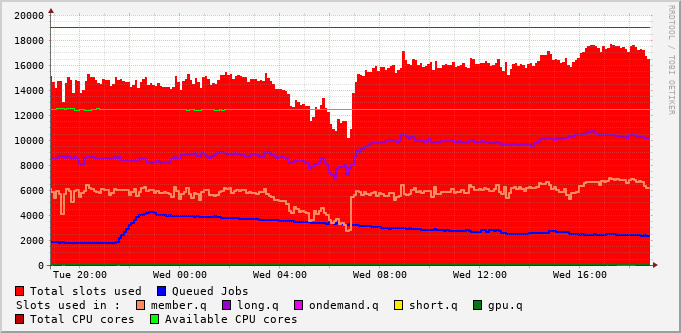 20000
18000
16000
14000
12000
10000
8000
6000
4000
2000
0
Tue 20:00 Wed 00:00 Wed 04:00 Wed 08:00 Wed 12:00 Wed 16:00
RRDTOOL / TOBI OETIKER
Total slots used Queued Jobs
Slots used in : member.q long.q ondemand.q short.q gpu.q
Total CPU cores Available CPU cores